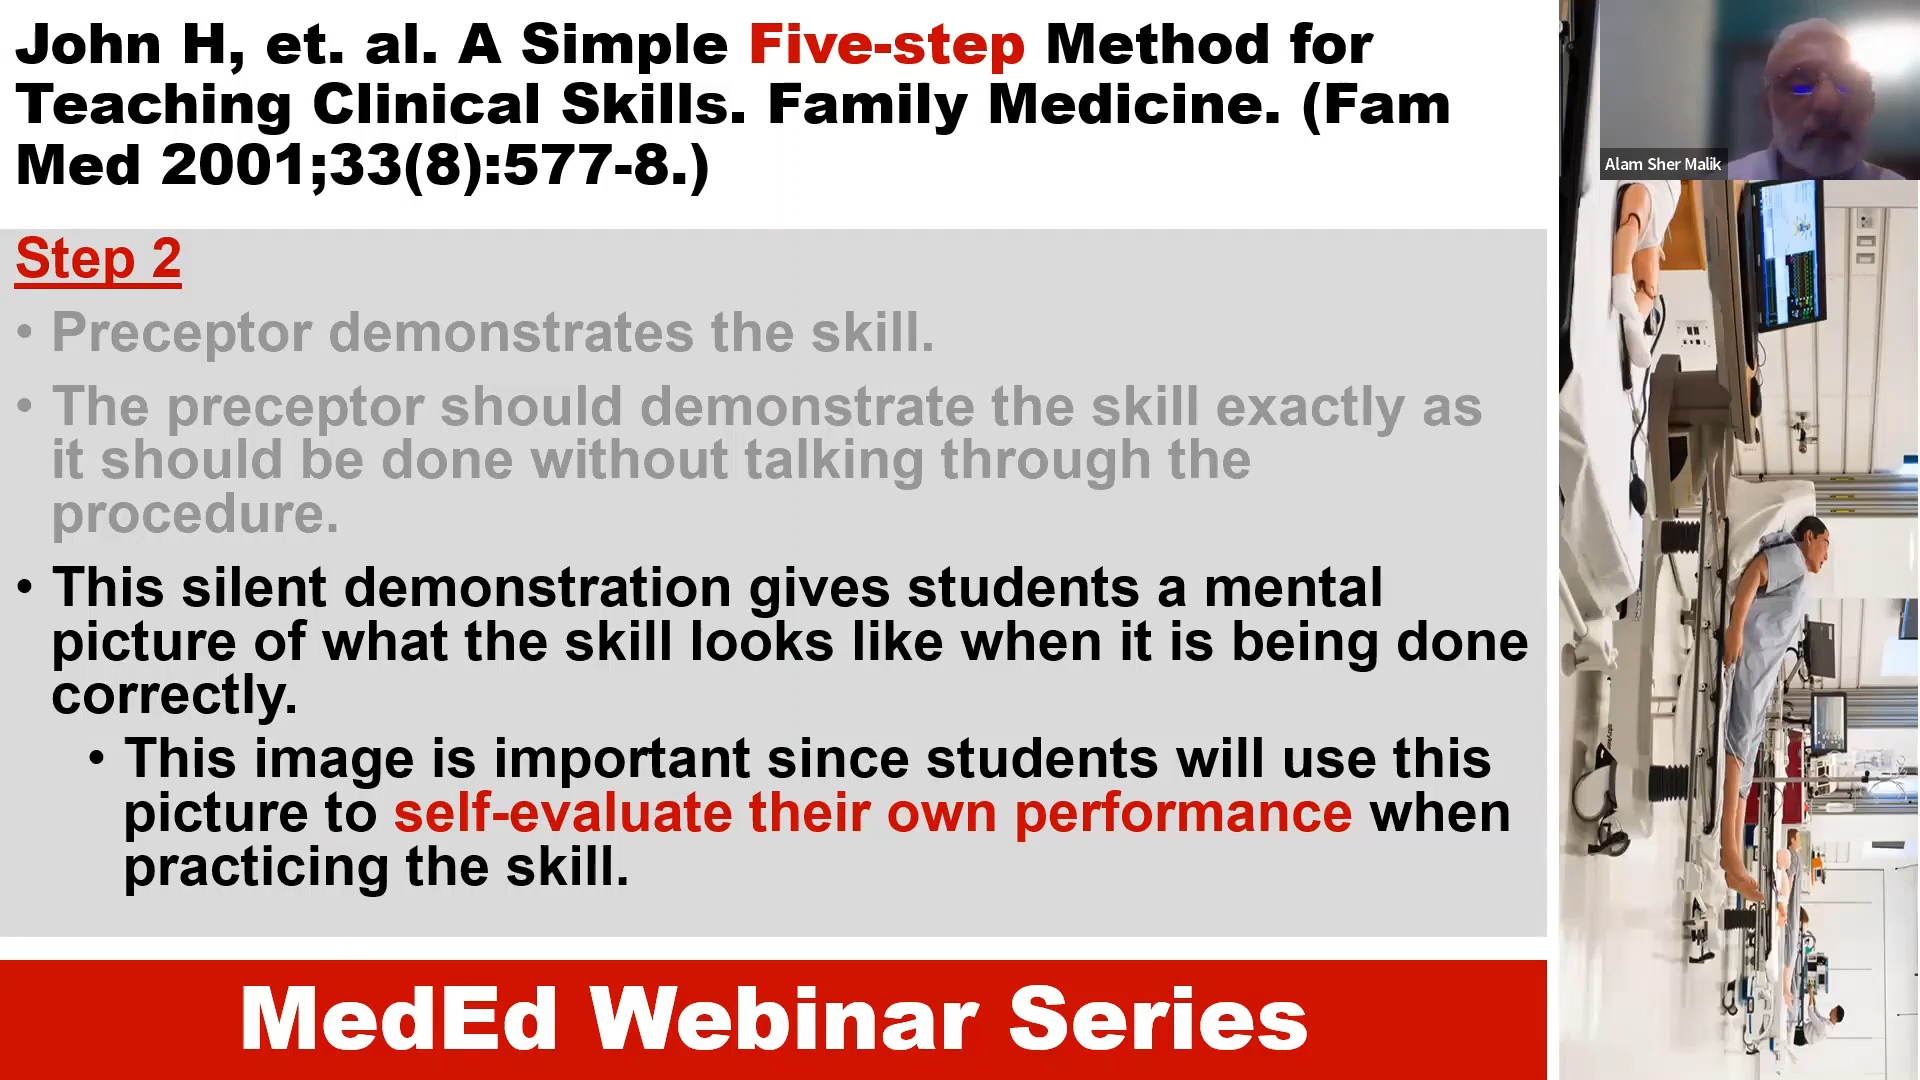 John H, et. al. A Simple Five-step Method for
Teaching Clinical Skills. Family Medicine. (Fam
Med 2001;33(8):577-8.)
Alam Sher Malik
Step 2
• Preceptor demonstrates the skill.
• The preceptor should demonstrate the skill exactly as
it should be done without talking through the
procedure.
• This silent demonstration gives students a mental
picture of what the skill looks like when it is being done
correctly.
• This image is important since students will use this
picture to self-evaluate their own performance when
practicing the skill.
MedEd Webinar Series